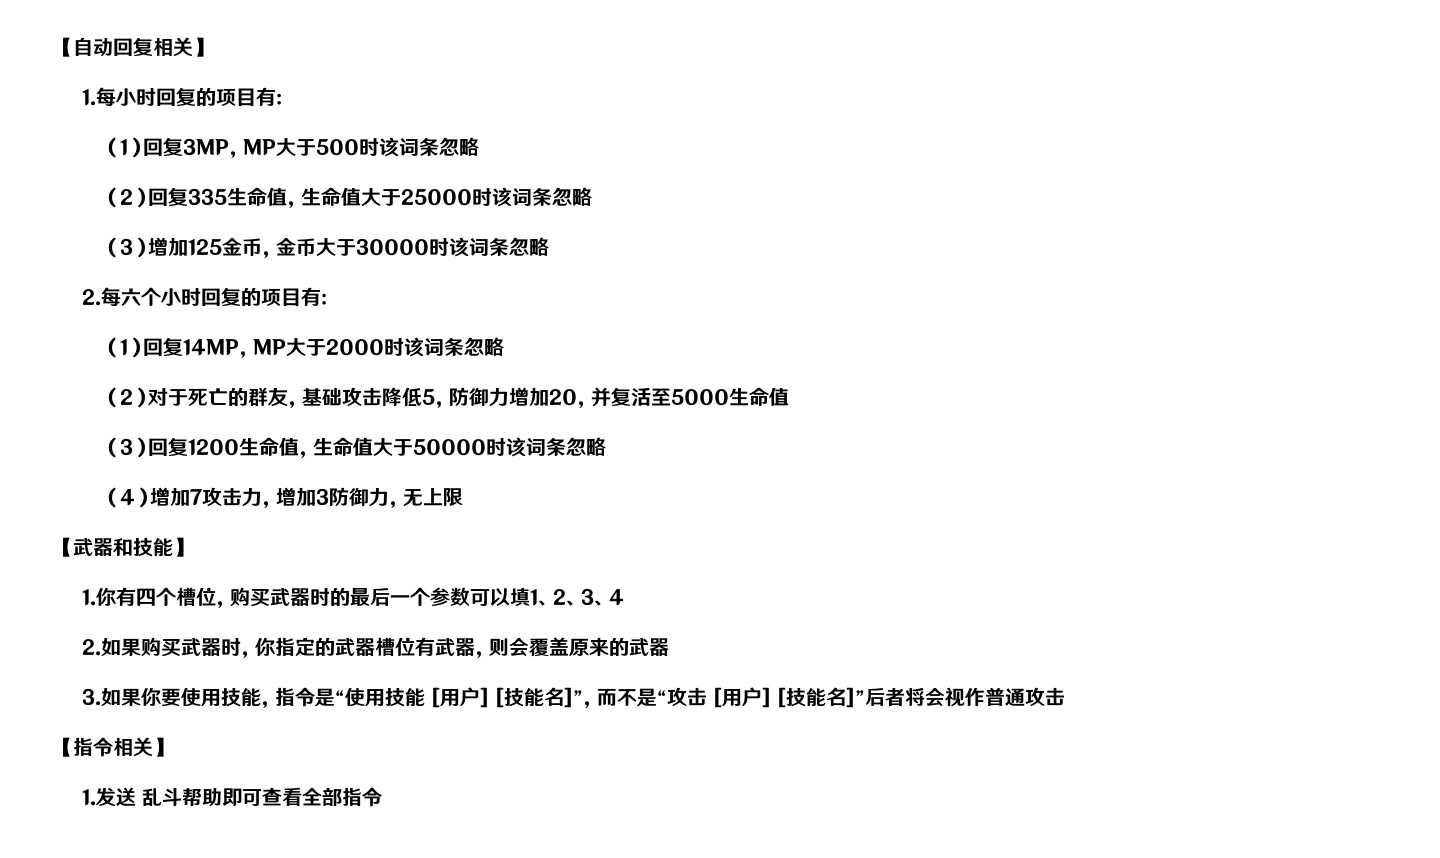 【自动回复相关】
1.每小时回复的项目有:
(1)回复3MP, MP大于500时该词条忽略
(2)回复335生命值, 生命值大于25000时该词条忽略
(3)增加125金币, 金币大于30000时该词条忽略
2.每六个小时回复的项目有:
(1)回复14MP, MP大于2000时该词条忽略
(2)对于死亡的群友, 基础攻击降低5, 防御力增加20, 并复活至5000生命值
(3)回复1200生命值, 生命值大于50000时该词条忽略
(4)增加7攻击力, 增加3防御力, 无上限
【武器和技能】
1.你有四个槽位, 购买武器时的最后一个参数可以填1、2、3、4
2.如果购买武器时, 你指定的武器槽位有武器, 则会覆盖原来的武器
3.如果你要使用技能, 指令是“使用技能 [用户] [技能名]”, 而不是“攻击 [用户] [技能名]”后者将会视作普通攻击
【指令相关】
1.发送 乱斗帮助即可查看全部指令